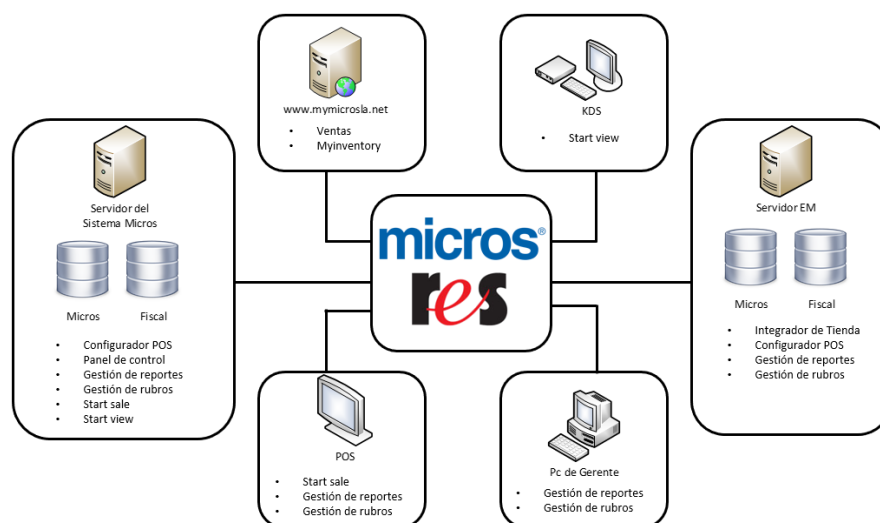 www.mymicrosla.net
• Ventas
• Myinventory
KDS
• Start view
Servidor del
Sistema Micros
Micros
Fiscal
• Configurador POS
• Panel de control
• Gestión de reportes
• Gestión de rubros
• Start sale
• Start view
micros®
res
Servidor EM
Micros
Fiscal
• Integrador de Tienda
• Configurador POS
• Gestión de reportes
• Gestión de rubros
POS
• Start sale
• Gestión de reportes
• Gestión de rubros
Pc de Gerente
• Gestión de reportes
• Gestión de rubros